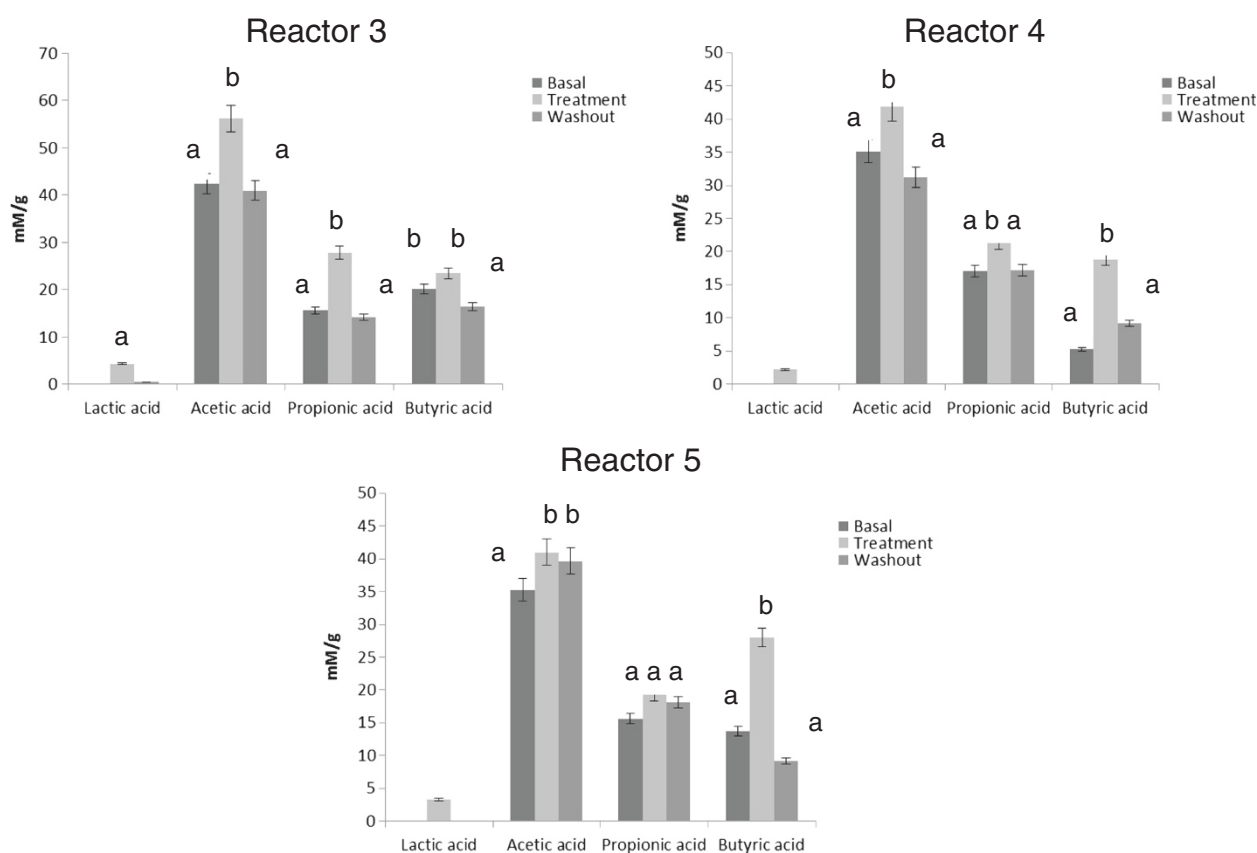 Reactor 3
70
60
50
40
30
20
10
0
mM/g
Basal
Treatment
Washout
a
a b a
a b a
b b a
Lactic acid Acetic acid Propionic acid Butyric acid
Reactor 4
50
45
40
35
30
25
20
15
10
5
0
mM/g
Basal
Treatment
Washout
a b a
a b a
a b a
Lactic acid Acetic acid Propionic acid Butyric acid
Reactor 5
50
45
40
35
30
25
20
15
10
5
0
mM/g
Basal
Treatment
Washout
a b b
a a a
a b a
Lactic acid Acetic acid Propionic acid Butyric acid